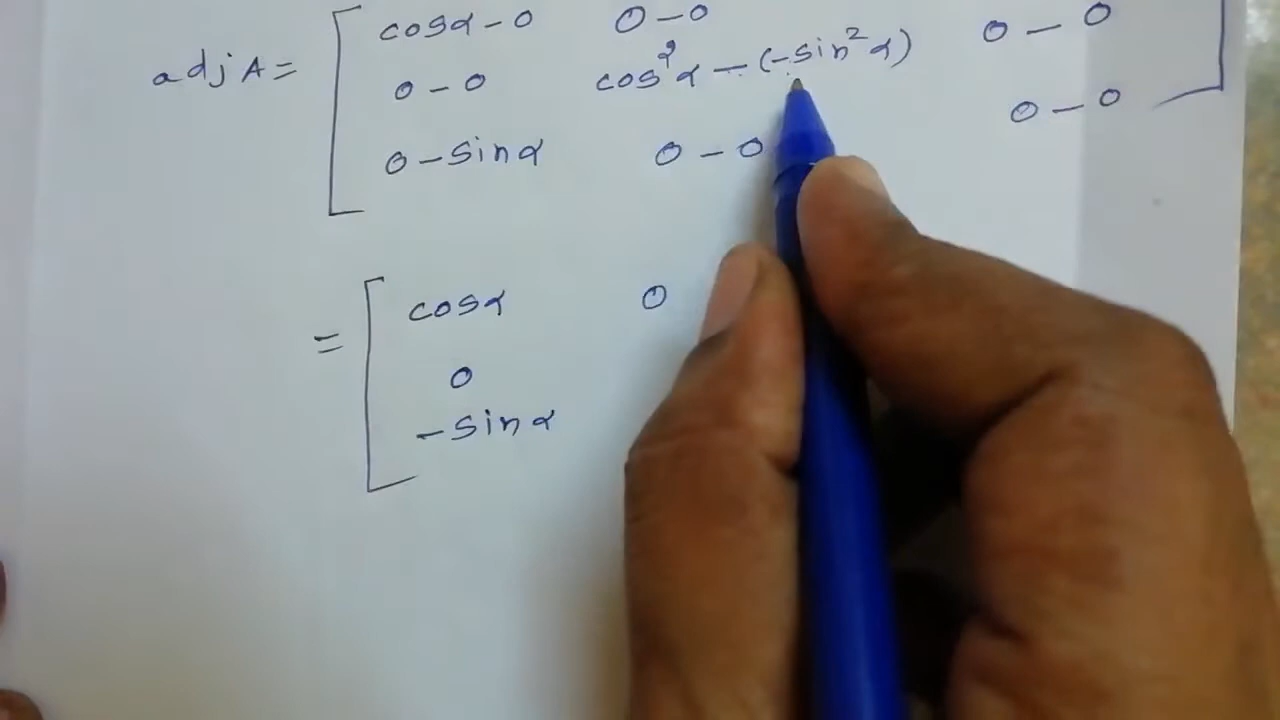 cosα - 0 0 - 0
adj A = 0 - 0 cos²α - (-sin²α) 0 - 0
0 - sinα 0 - 0 0 - 0
cosα 0
= 0
- sinα